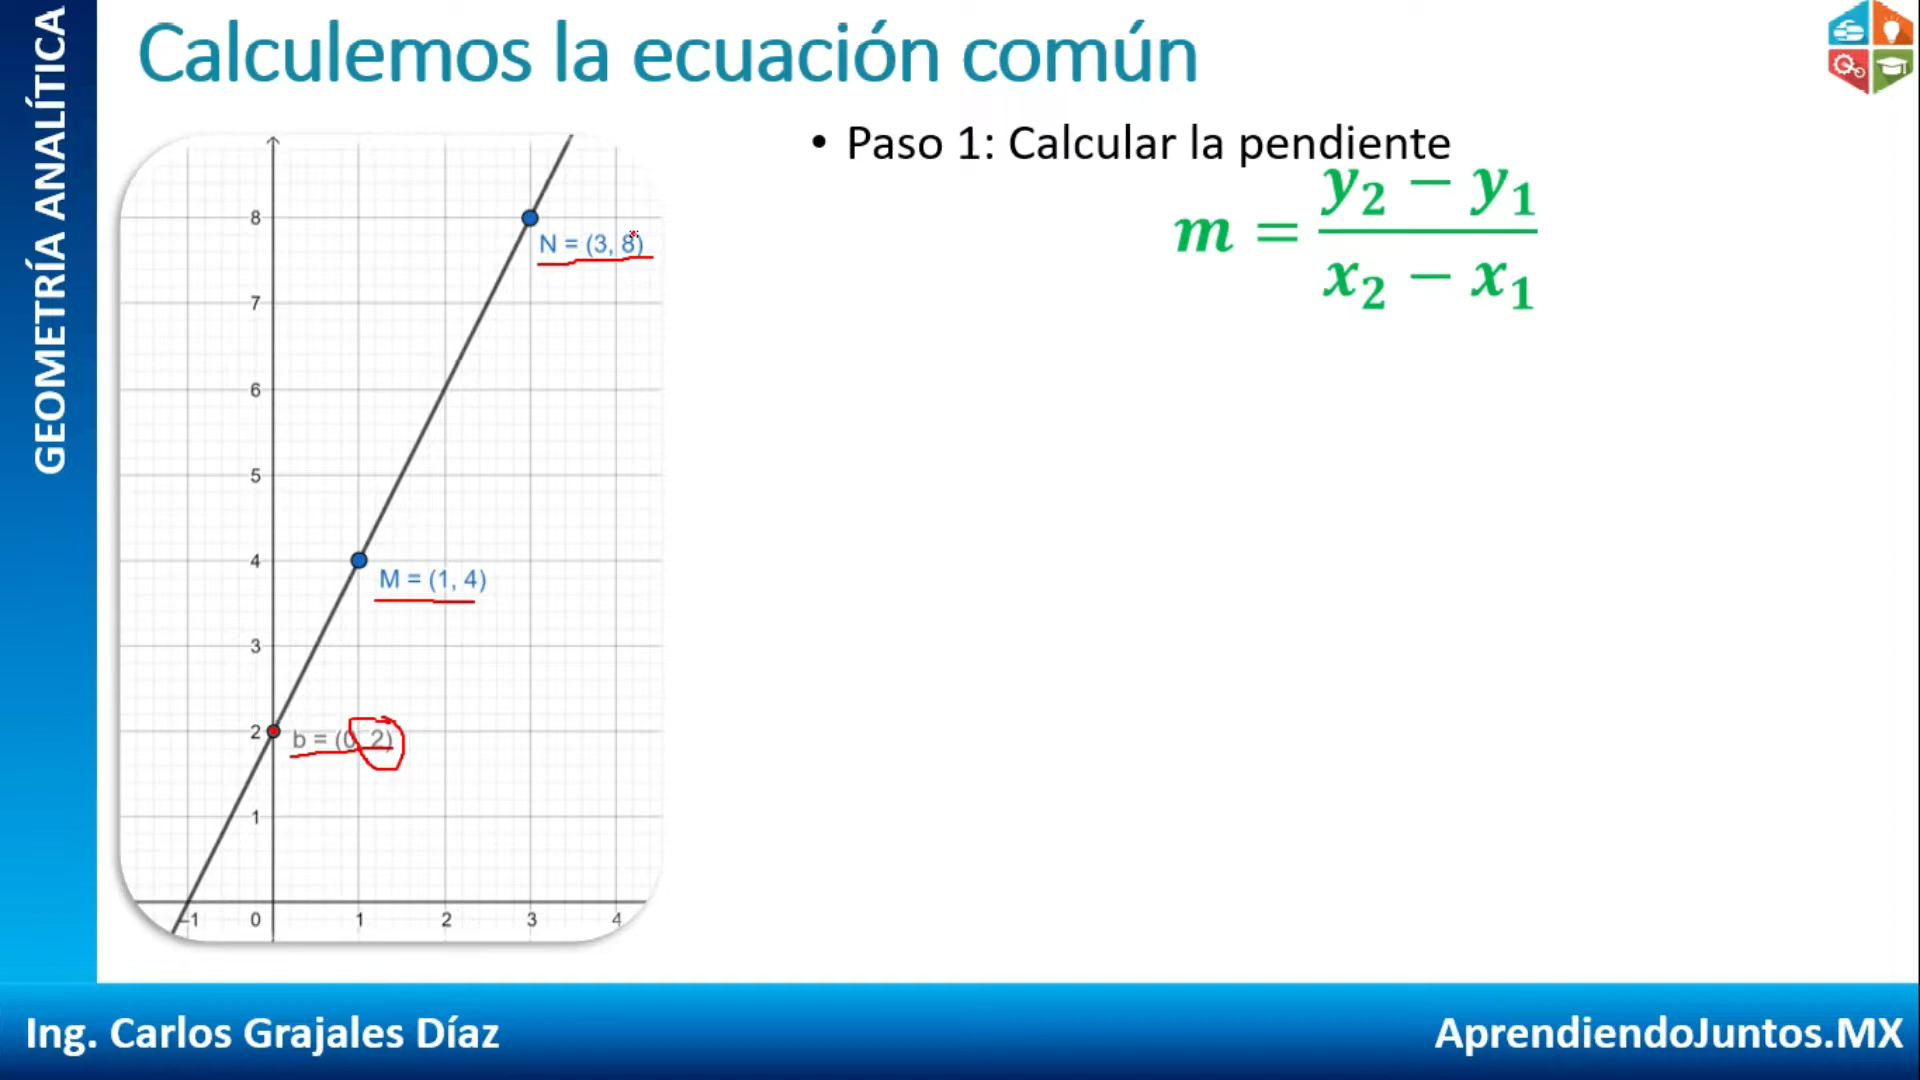 GEOMETRÍA ANALÍTICA
Calculemos la ecuación común
• Paso 1: Calcular la pendiente
m = y₂ − y₁ / x₂ − x₁
8
N = (3, 8)
7
6
5
4
M = (1, 4)
3
2
b = (0, 2)
1
−1 0 1 2 3 4
Ing. Carlos Grajales Díaz
AprendiendoJuntos.MX